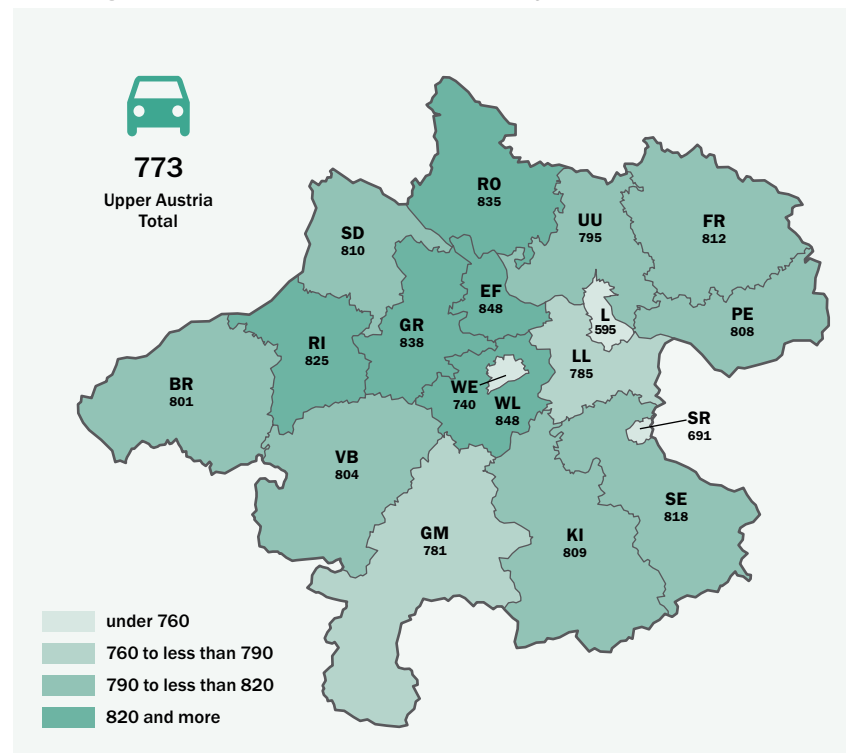 773
Upper Austria
Total
RO
835
UU
795
FR
812
SD
810
EF
848
L
595
PE
808
GR
838
RI
825
LL
785
BR
801
WE
740
WL
848
SR
691
VB
804
SE
818
GM
781
KI
809
under 760
760 to less than 790
790 to less than 820
820 and more